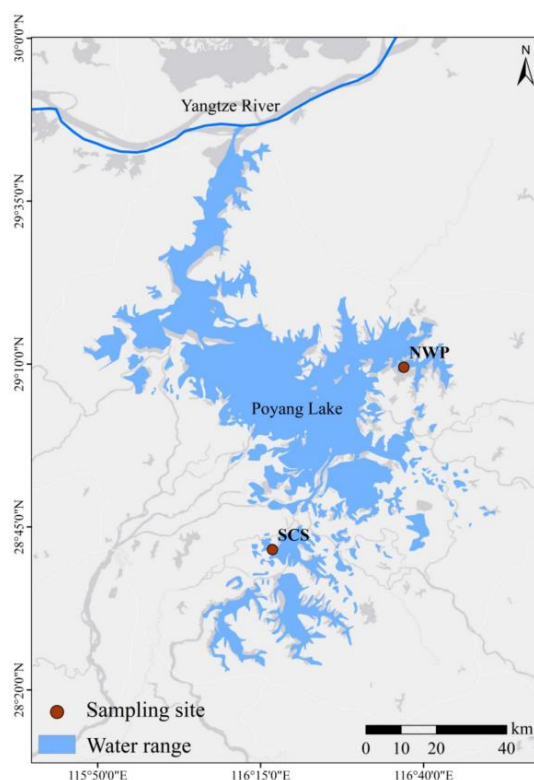 30°0'0"N
N
Yangtze River
29°35'0"N
NWP
29°10'0"N
Poyang Lake
28°45'0"N
SCS
28°20'0"N
Sampling site
Water range
km
0 10 20 40
115°50'0"E 116°15'0"E 116°40'0"E